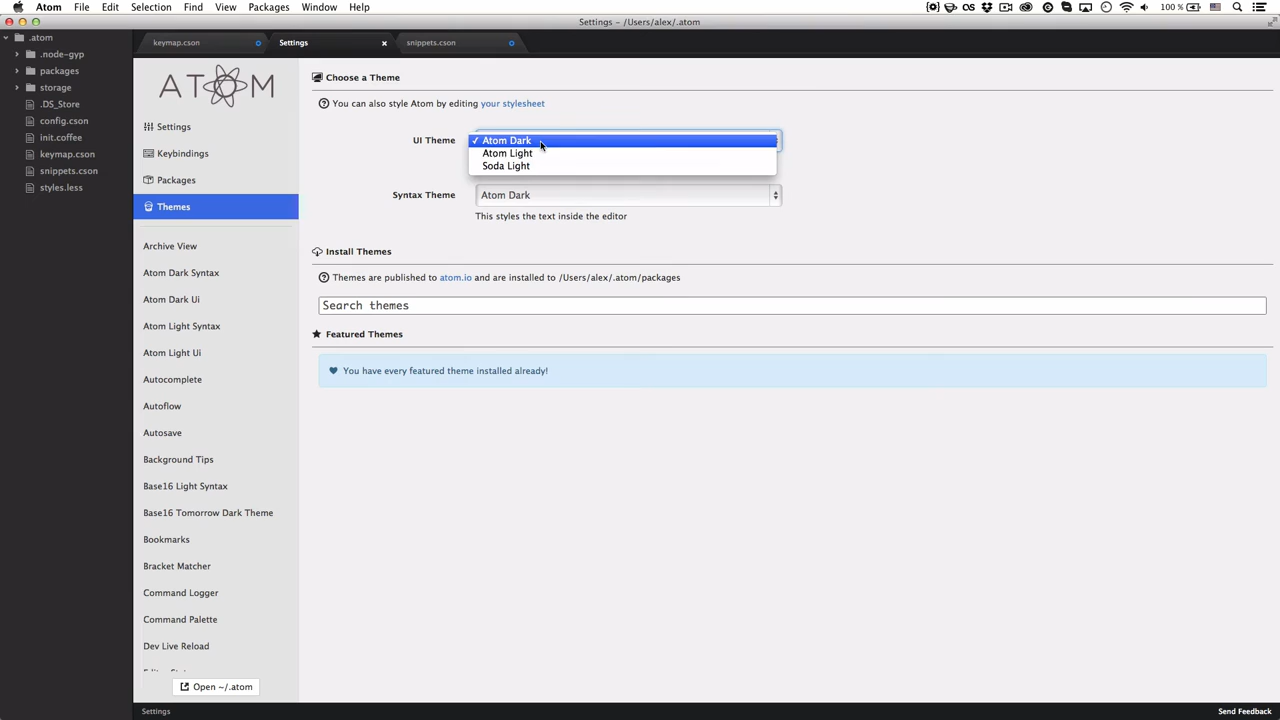 Atom File Edit Selection Find View Packages Window Help 100 %
Settings - /Users/alex/.atom
.atom
.node-gyp
packages
storage
.DS_Store
config.cson
init.coffee
keymap.cson
snippets.cson
styles.less
keymap.cson Settings snippets.cson
ATOM
Settings
Keybindings
Packages
Themes
Archive View
Atom Dark Syntax
Atom Dark Ui
Atom Light Syntax
Atom Light Ui
Autocomplete
Autoflow
Autosave
Background Tips
Base16 Light Syntax
Base16 Tomorrow Dark Theme
Bookmarks
Bracket Matcher
Command Logger
Command Palette
Dev Live Reload
Open ~/.atom
Choose a Theme
You can also style Atom by editing your stylesheet
UI Theme
Atom Dark
Atom Light
Soda Light
Syntax Theme Atom Dark
This styles the text inside the editor
Install Themes
Themes are published to atom.io and are installed to /Users/alex/.atom/packages
Search themes
Featured Themes
You have every featured theme installed already!
Settings Send Feedback